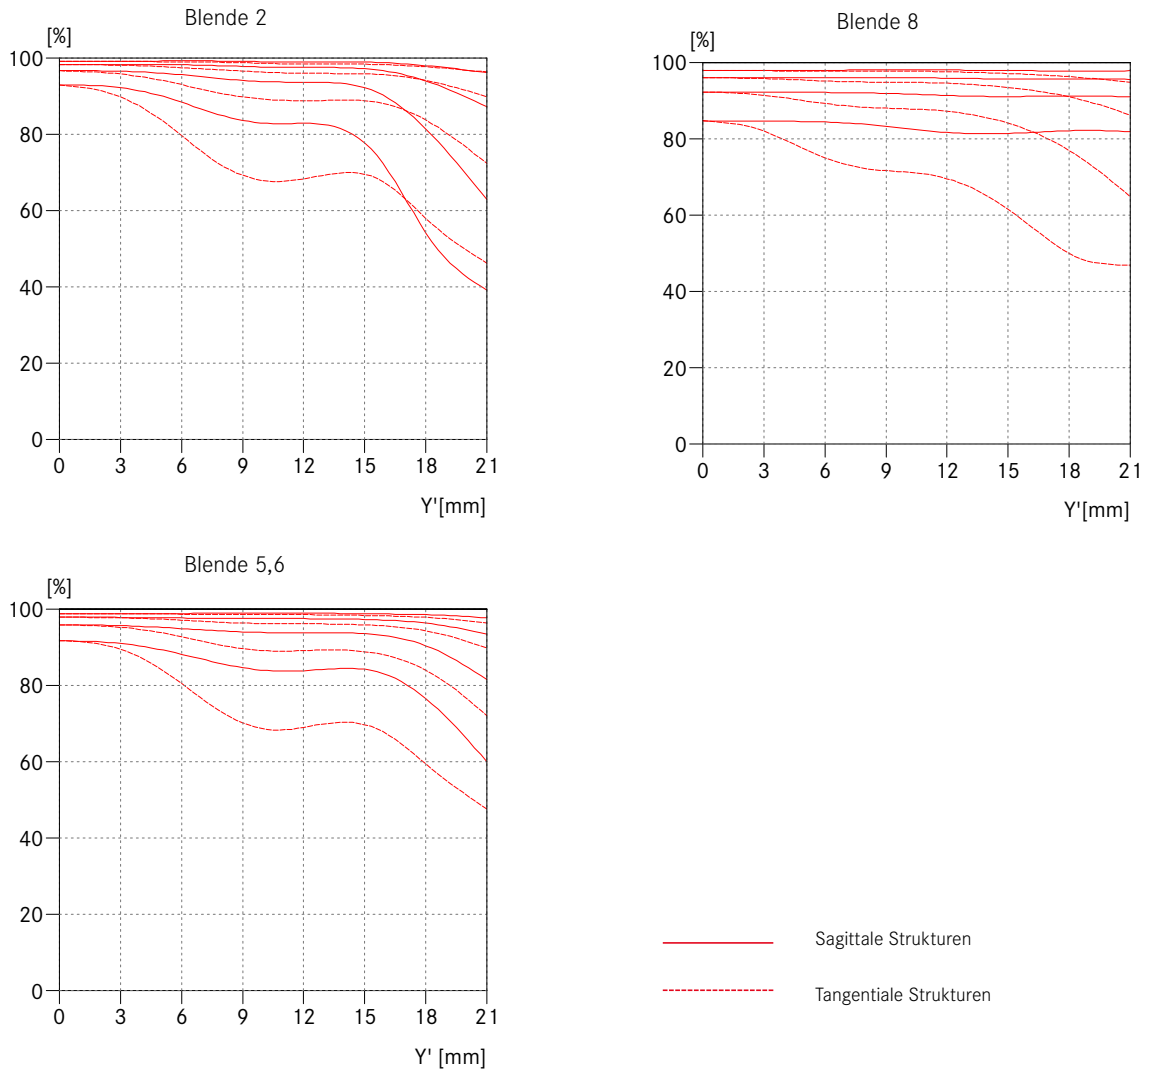 Blende 2
[%]
100
80
60
40
20
0
0 3 6 9 12 15 18 21
Y'[mm]
Blende 8
[%]
100
80
60
40
20
0
0 3 6 9 12 15 18 21
Y'[mm]
Blende 5,6
[%]
100
80
60
40
20
0
0 3 6 9 12 15 18 21
Y' [mm]
Sagittale Strukturen
Tangentiale Strukturen